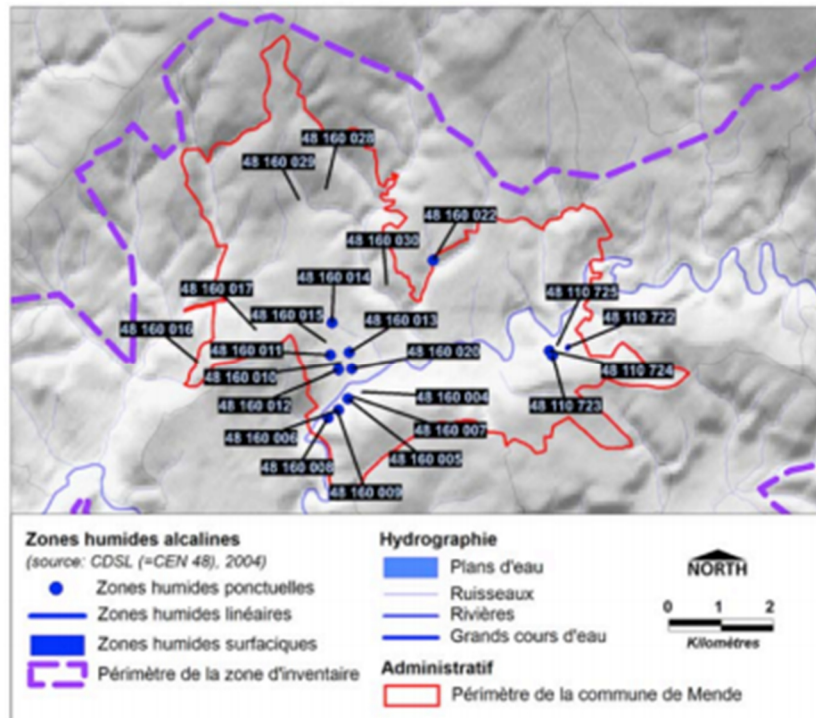 48 160 028
48 160 029
48 160 022
48 160 030
48 160 014
48 160 017
48 110 725
48 160 015
48 160 013
48 110 722
48 160 016
48 160 011
48 160 020
48 160 010
48 110 724
48 160 004
48 160 012
48 110 723
48 160 007
48 160 006
48 160 005
48 160 008
48 160 009
Zones humides alcalines
(source: CDSL (=CEN 48), 2004)
Zones humides ponctuelles
Zones humides linéaires
Zones humides surfaciques
Périmètre de la zone d'inventaire
Hydrographie
Plans d'eau
Ruisseaux
Rivières
Grands cours d'eau
Administratif
Périmètre de la commune de Mende
NORTH
0 1 2
Kilomètres